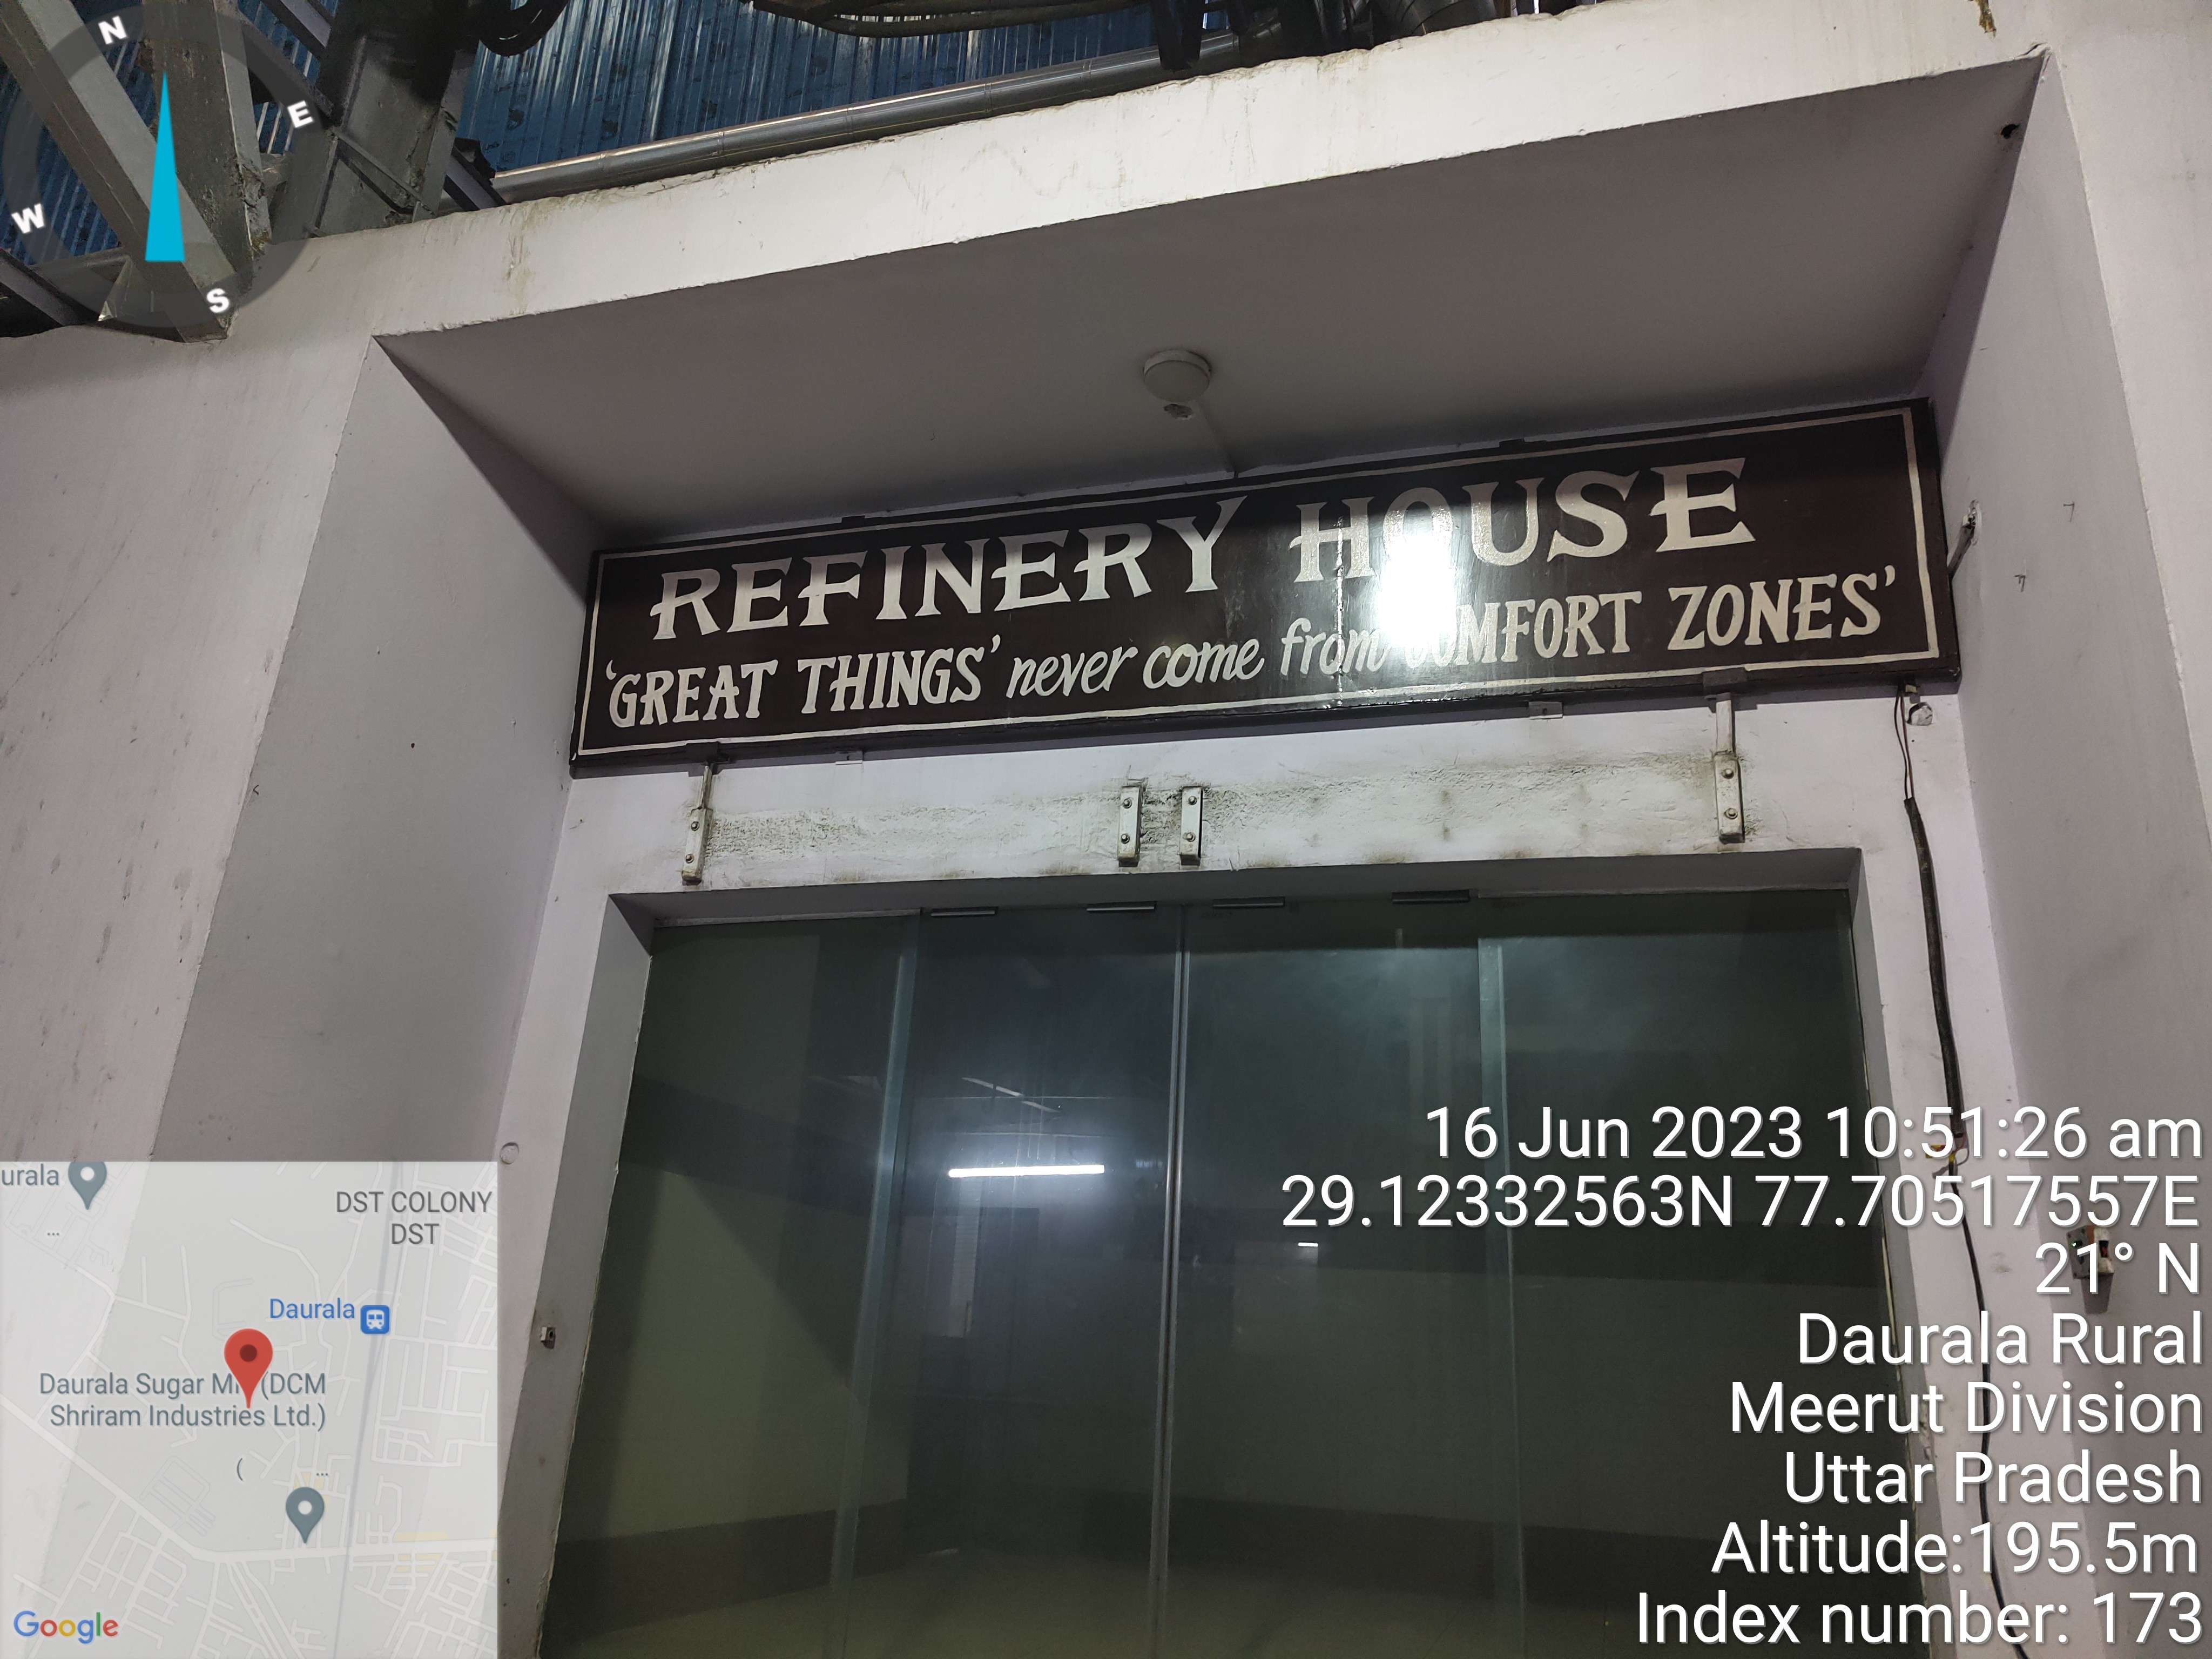 N
E
W
S
REFINERY HOUSE
'GREAT THINGS' never come from COMFORT ZONES'
16 Jun 2023 10:51:26 am
29.12332563N 77.70517557E
21° N
Daurala Rural
Meerut Division
Uttar Pradesh
Altitude:195.5m
Index number: 173
urala
...
DST COLONY
DST
Daurala
Daurala Sugar (DCM
Shriram Industries Ltd.)
( ...
Google